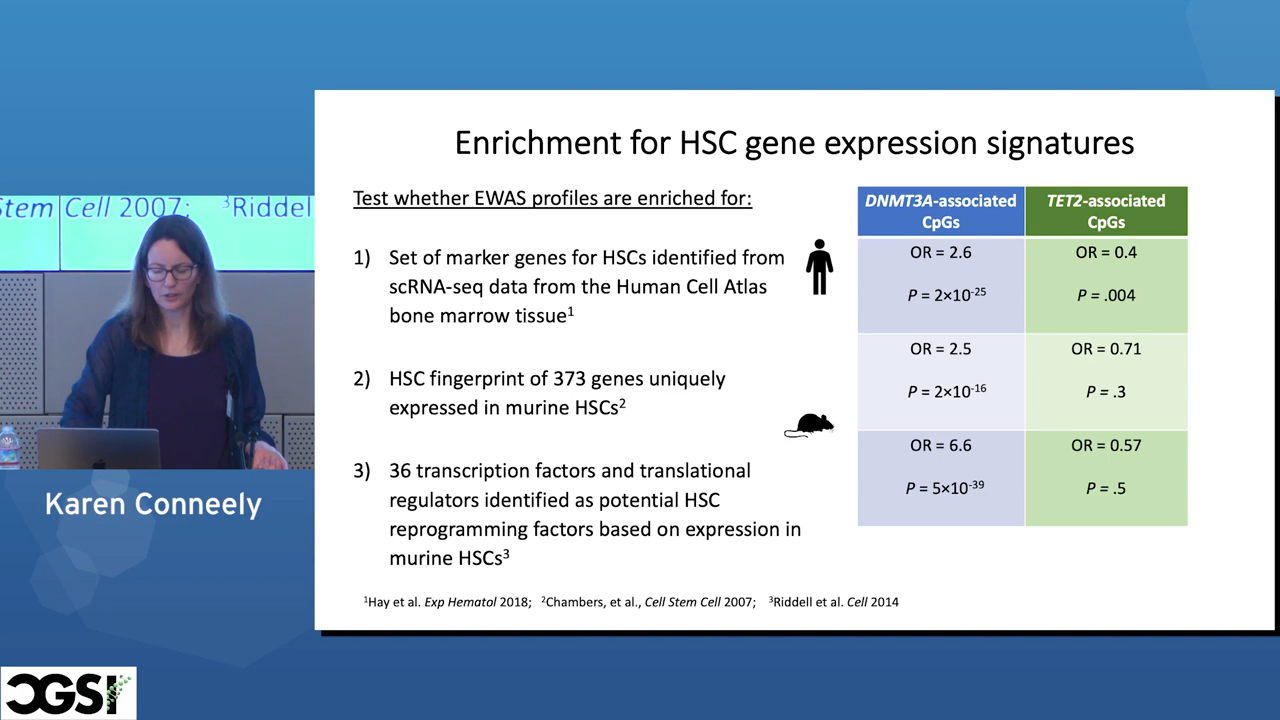 Stem Cell 2007; ³Riddel
Karen Conneely
CGSI
Enrichment for HSC gene expression signatures
Test whether EWAS profiles are enriched for:
1) Set of marker genes for HSCs identified from
scRNA-seq data from the Human Cell Atlas
bone marrow tissue¹
2) HSC fingerprint of 373 genes uniquely
expressed in murine HSCs²
3) 36 transcription factors and translational
regulators identified as potential HSC
reprogramming factors based on expression in
murine HSCs³
DNMT3A-associated CpGs TET2-associated CpGs
OR = 2.6 OR = 0.4
P = 2×10⁻²⁵ P = .004
OR = 2.5 OR = 0.71
P = 2×10⁻¹⁶ P = .3
OR = 6.6 OR = 0.57
P = 5×10⁻³⁹ P = .5
¹Hay et al. Exp Hematol 2018; ²Chambers, et al., Cell Stem Cell 2007; ³Riddell et al. Cell 2014